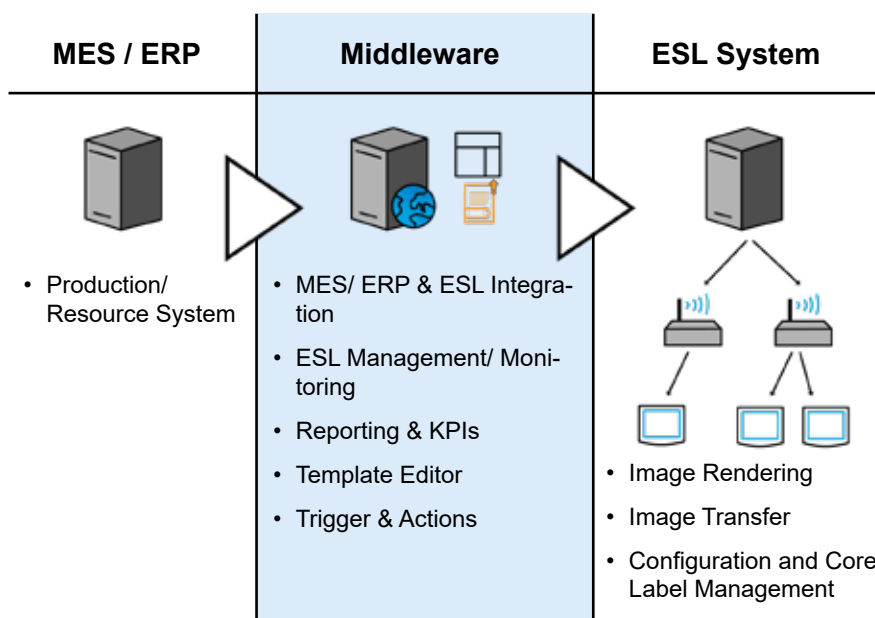 MES / ERP
Middleware
ESL System
• Production/
Resource System
• MES/ ERP & ESL Integra-
tion
• ESL Management/ Moni-
toring
• Reporting & KPIs
• Template Editor
• Trigger & Actions
• Image Rendering
• Image Transfer
• Configuration and Core
Label Management